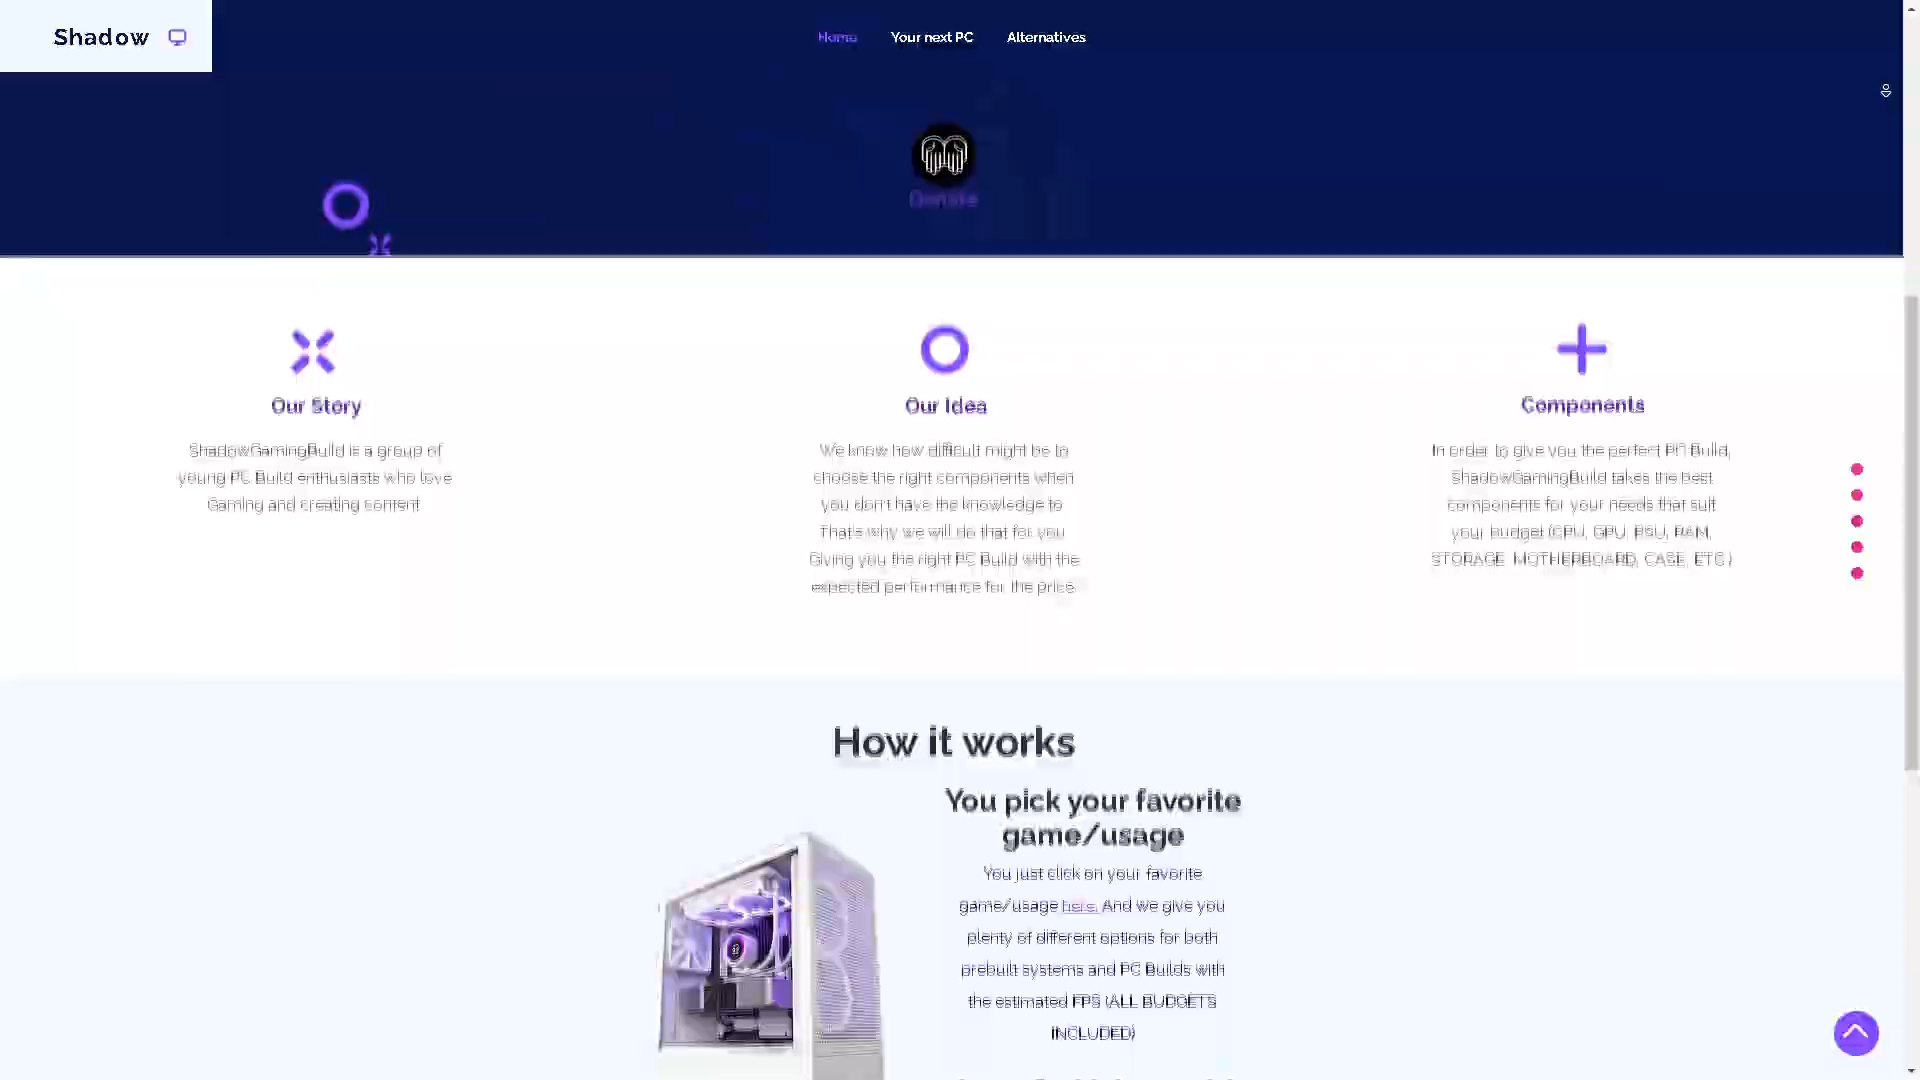 Shadow
Home
Your next PC
Alternatives
Donate
Our Story
ShadowGamingBuild is a group of
young PC Build enthusiasts who love
Gaming and creating content
Our Idea
We know how difficult might be to
choose the right components when
you don't have the knowledge to
That's why we will do that for you
Giving you the right PC Build with the
expected performance for the price
Components
In order to give you the perfect PC Build,
ShadowGamingBuild takes the best
components for your needs that suit
your budget (CPU, GPU, PSU, RAM,
STORAGE, MOTHERBOARD, CASE, ETC.)
How it works
You pick your favorite
game/usage
You just click on your favorite
game/usage here. And we give you
plenty of different options for both
prebuilt systems and PC Builds with
the estimated FPS (ALL BUDGETS
INCLUDED)